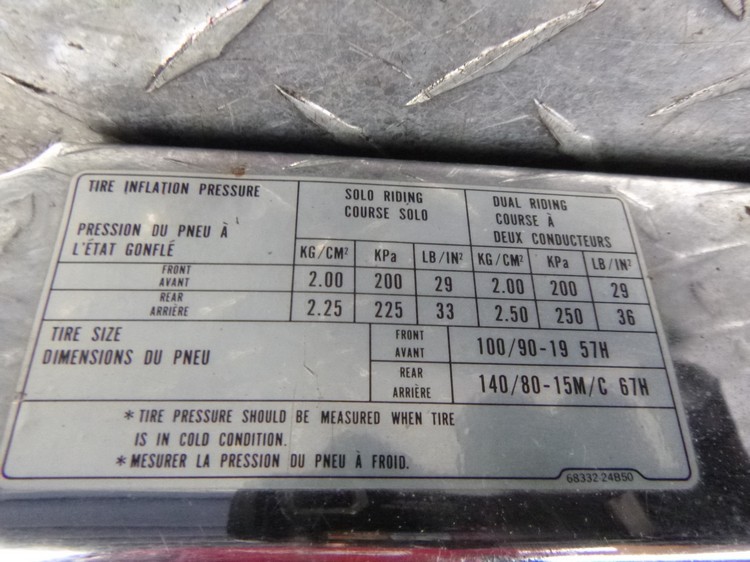 TIRE INFLATION PRESSURE
PRESSION DU PNEU À
L'ÉTAT GONFLÉ
SOLO RIDING
COURSE SOLO
DUAL RIDING
COURSE À
DEUX CONDUCTEURS
KG/CM² KPa LB/IN² KG/CM² KPa LB/IN²
FRONT
AVANT
2.00 200 29 2.00 200 29
REAR
ARRIÈRE
2.25 225 33 2.50 250 36
TIRE SIZE
DIMENSIONS DU PNEU
FRONT
AVANT
100/90-19 57H
REAR
ARRIÈRE
140/80-15M/C 67H
*TIRE PRESSURE SHOULD BE MEASURED WHEN TIRE
IS IN COLD CONDITION.
*MESURER LA PRESSION DU PNEU À FROID.
68332-24B50